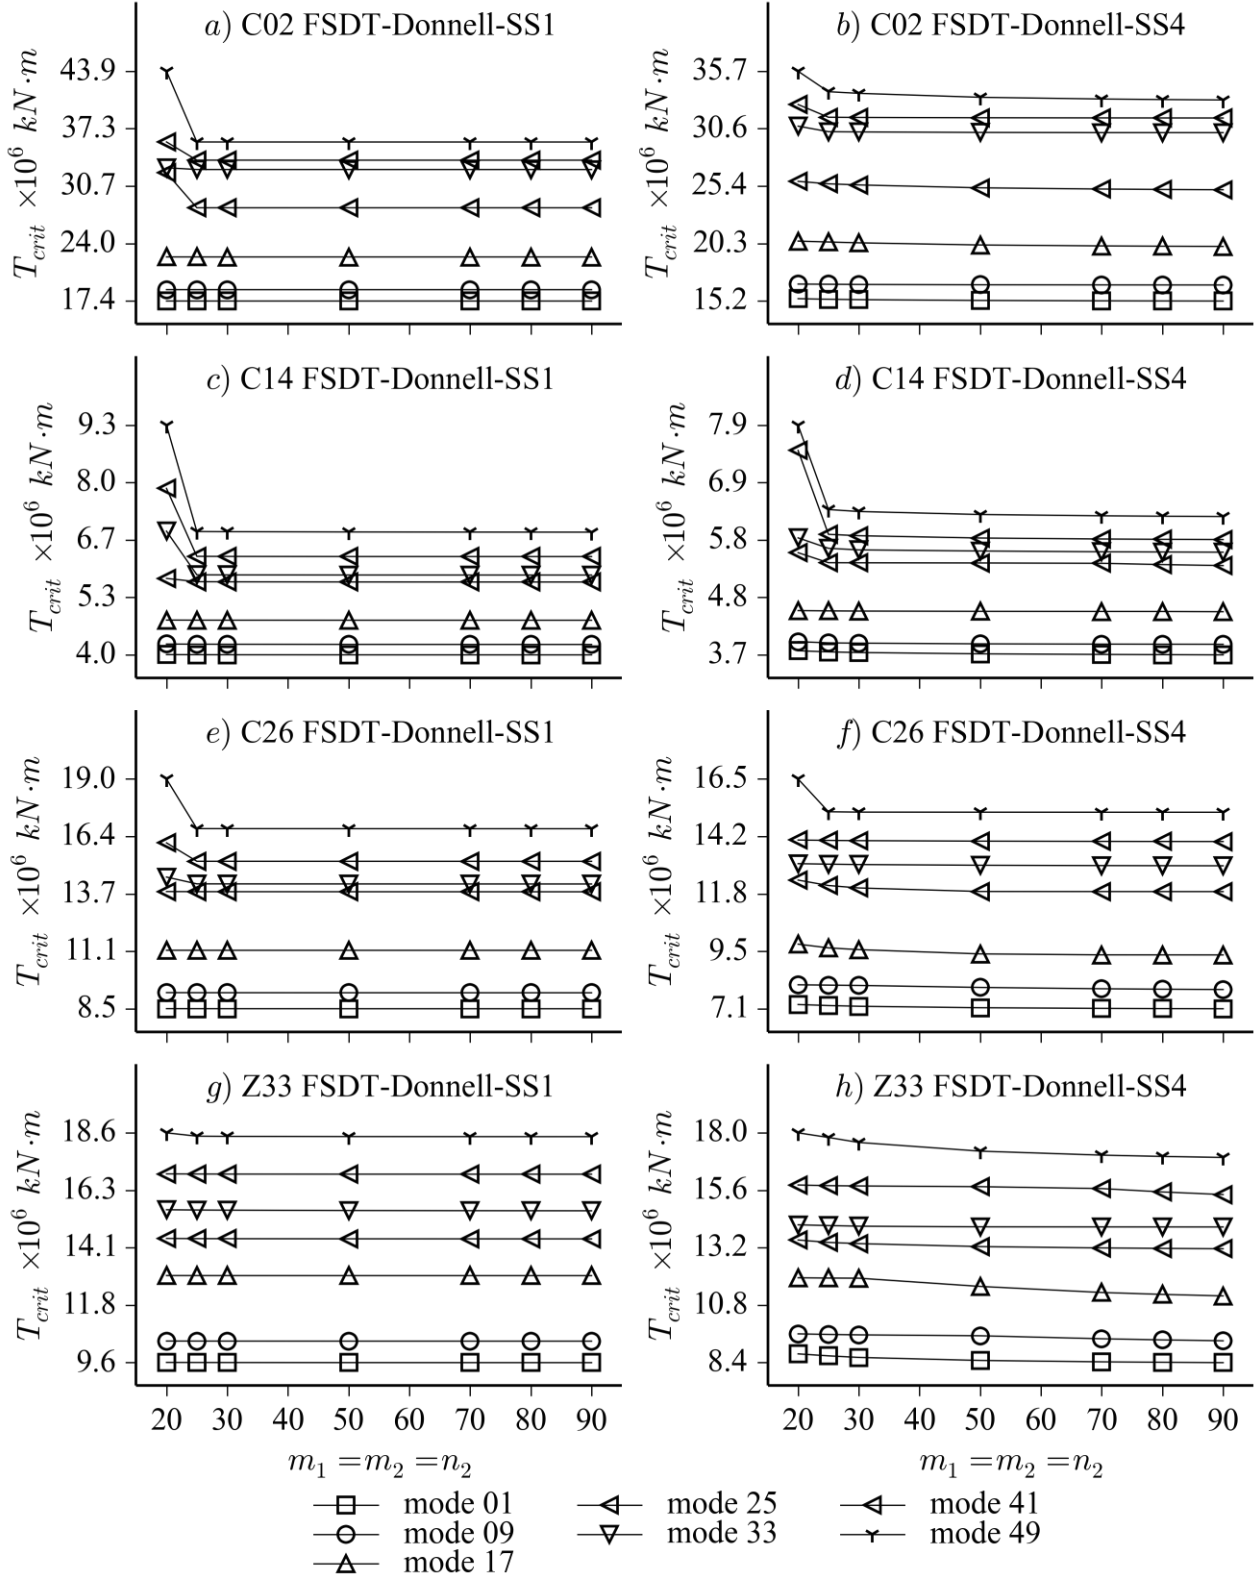 a) C02 FSDT-Donnell-SS1
T_crit ×10^6 kN·m
43.9
37.3
30.7
24.0
17.4
b) C02 FSDT-Donnell-SS4
T_crit ×10^6 kN·m
35.7
30.6
25.4
20.3
15.2
c) C14 FSDT-Donnell-SS1
T_crit ×10^6 kN·m
9.3
8.0
6.7
5.3
4.0
d) C14 FSDT-Donnell-SS4
T_crit ×10^6 kN·m
7.9
6.9
5.8
4.8
3.7
e) C26 FSDT-Donnell-SS1
T_crit ×10^6 kN·m
19.0
16.4
13.7
11.1
8.5
f) C26 FSDT-Donnell-SS4
T_crit ×10^6 kN·m
16.5
14.2
11.8
9.5
7.1
g) Z33 FSDT-Donnell-SS1
T_crit ×10^6 kN·m
18.6
16.3
14.1
11.8
9.6
20 30 40 50 60 70 80 90
m₁ =m₂ =n₂
h) Z33 FSDT-Donnell-SS4
T_crit ×10^6 kN·m
18.0
15.6
13.2
10.8
8.4
20 30 40 50 60 70 80 90
m₁ =m₂ =n₂
mode 01
mode 09
mode 17
mode 25
mode 33
mode 41
mode 49